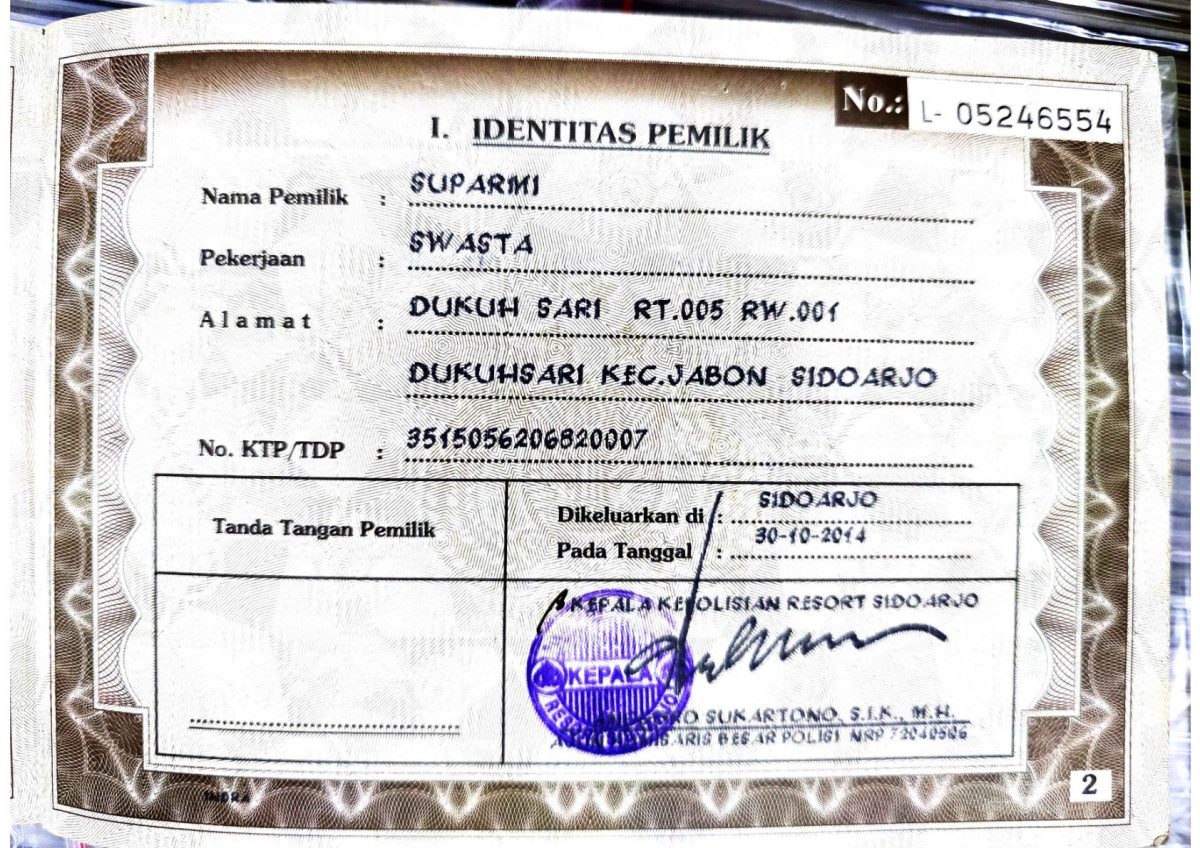 No.: L- 05246554
I. IDENTITAS PEMILIK
Nama Pemilik : SUPARMI
Pekerjaan : SWASTA
Alamat : DUKUH SARI RT.005 RW.001
DUKUHSARI KEC.JABON SIDOARJO
No. KTP/TDP : 3515056206820007
Tanda Tangan Pemilik
Dikeluarkan di : SIDOARJO
Pada Tanggal : 30-10-2014
KEPALA KEPOLISIAN RESORT SIDOARJO
KEPALA
SUKARTONO, S.I.K., M.H.
BESAR POLISI NRP 72040506
INDRA
2